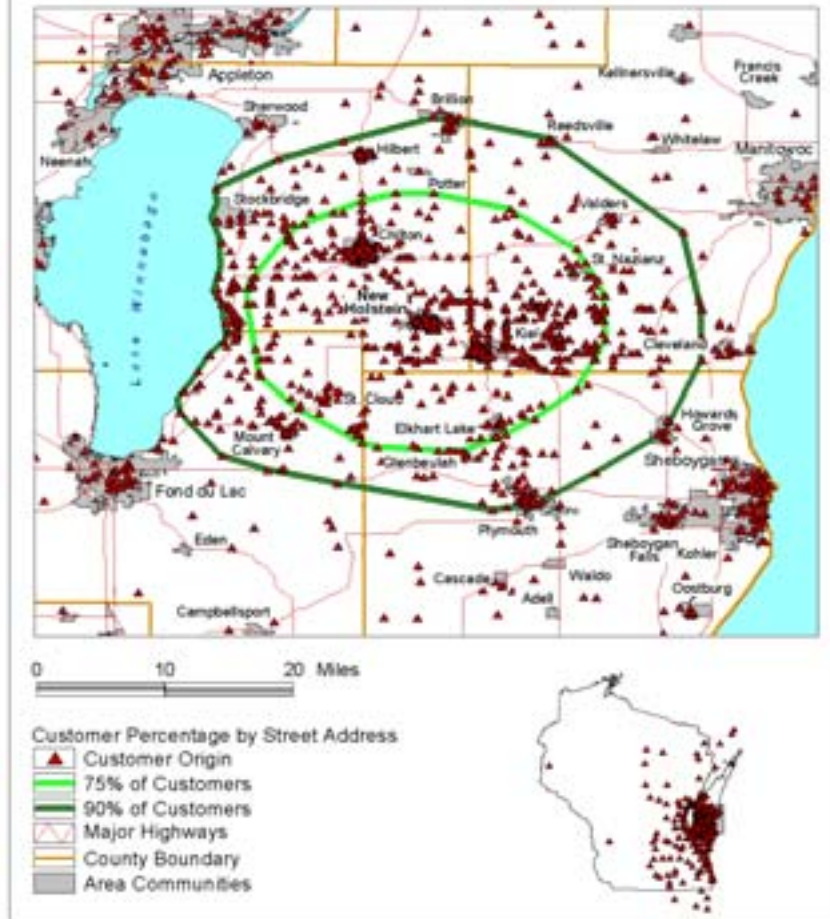 Appleton
Kellnersville
Francis
Creek
Sherwood
Brillion
Reedsville
Whitelaw
Manitowoc
Neenah
Hilbert
Potter
Stockbridge
Valders
Chilton
St. Nazianz
Lake Winnebago
New
Holstein
Kiel
Cleveland
St. Cloud
Elkhart Lake
Howards
Grove
Mount
Calvary
Glenbeulah
Sheboygan
Fond du Lac
Plymouth
Eden
Sheboygan
Falls
Kohler
Cascade
Waldo
Adell
Oostburg
Campbellsport
0 10 20 Miles
Customer Percentage by Street Address
Customer Origin
75% of Customers
90% of Customers
Major Highways
County Boundary
Area Communities